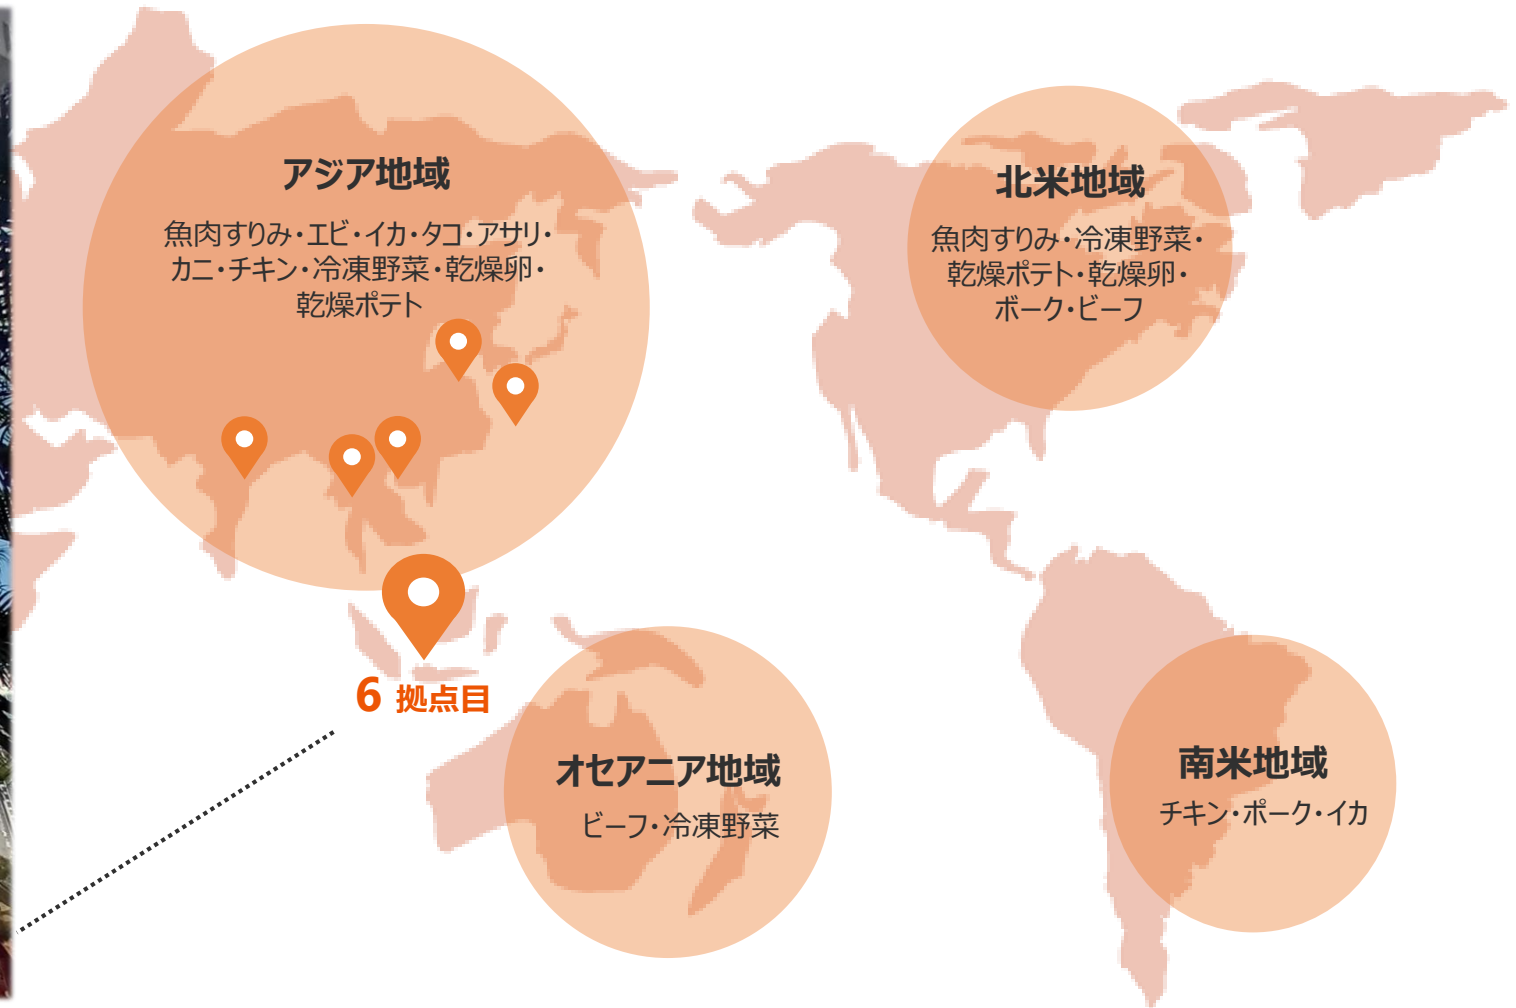 アジア地域
魚肉すりみ・エビ・イカ・タコ・アサリ・
カニ・チキン・冷凍野菜・乾燥卵・
乾燥ポテト
北米地域
魚肉すりみ・冷凍野菜・
乾燥ポテト・乾燥卵・
ボーク・ビーフ
6 拠点目
オセアニア地域
ビーフ・冷凍野菜
南米地域
チキン・ポーク・イカ